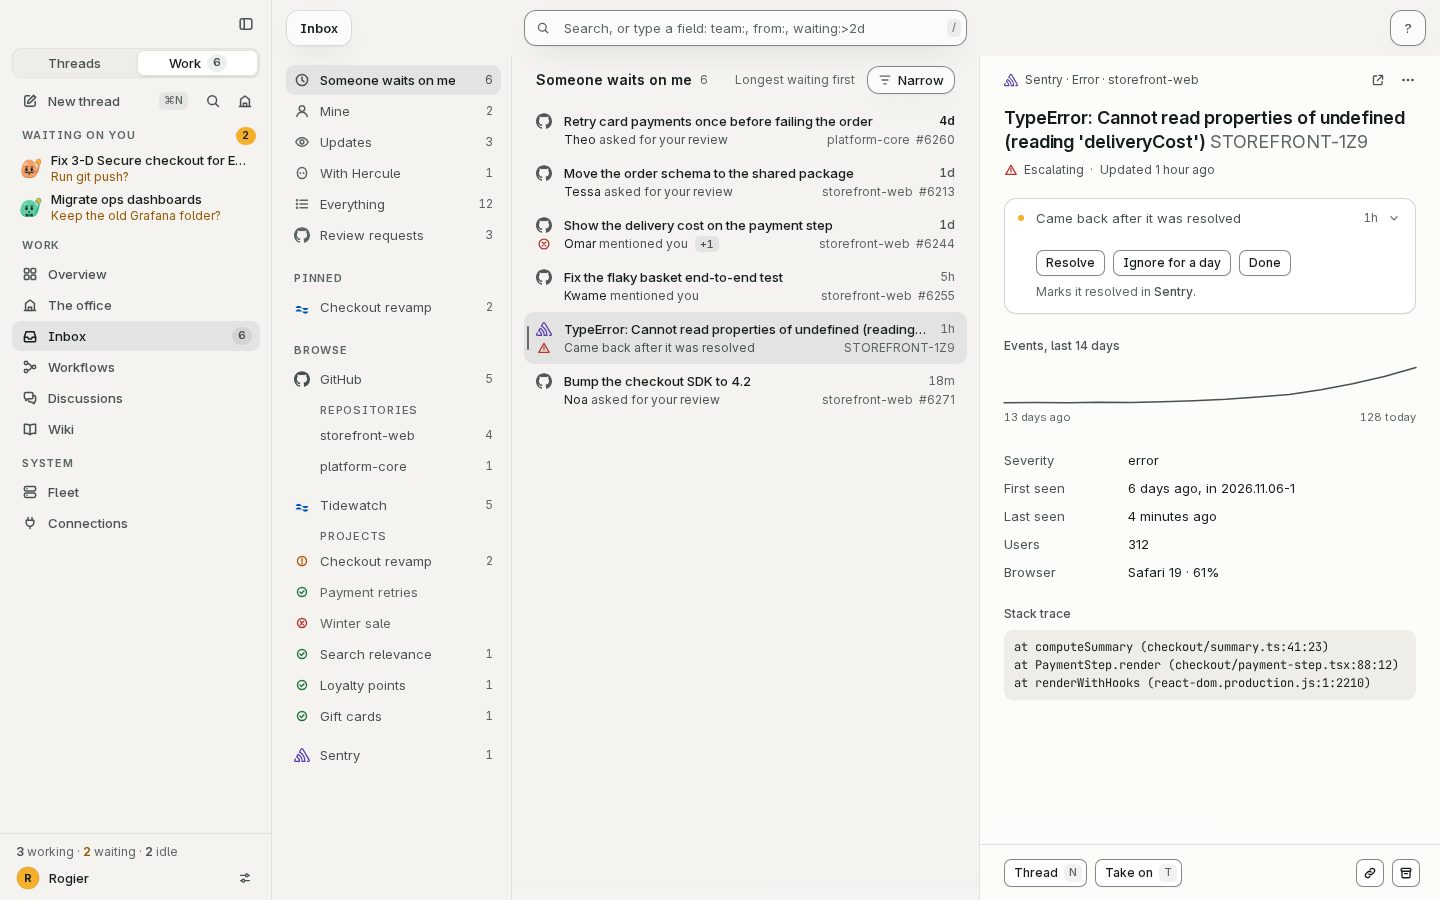 Threads
Work 6
New thread ⌘N
WAITING ON YOU 2
Fix 3-D Secure checkout for E…
Run git push?
Migrate ops dashboards
Keep the old Grafana folder?
WORK
Overview
The office
Inbox 6
Workflows
Discussions
Wiki
SYSTEM
Fleet
Connections
3 working · 2 waiting · 2 idle
R Rogier
Inbox
Search, or type a field: team:, from:, waiting:>2d /
?
Someone waits on me 6
Mine 2
Updates 3
With Hercule 1
Everything 12
Review requests 3
PINNED
Checkout revamp 2
BROWSE
GitHub 5
REPOSITORIES
storefront-web 4
platform-core 1
Tidewatch 5
PROJECTS
Checkout revamp 2
Payment retries
Winter sale
Search relevance 1
Loyalty points 1
Gift cards 1
Sentry 1
Someone waits on me 6 Longest waiting first Narrow
Retry card payments once before failing the order 4d
Theo asked for your review platform-core #6260
Move the order schema to the shared package 1d
Tessa asked for your review storefront-web #6213
Show the delivery cost on the payment step 1d
Omar mentioned you +1 storefront-web #6244
Fix the flaky basket end-to-end test 5h
Kwame mentioned you storefront-web #6255
TypeError: Cannot read properties of undefined (reading… 1h
Came back after it was resolved STOREFRONT-1Z9
Bump the checkout SDK to 4.2 18m
Noa asked for your review storefront-web #6271
Sentry · Error · storefront-web
TypeError: Cannot read properties of undefined
(reading 'deliveryCost') STOREFRONT-1Z9
Escalating · Updated 1 hour ago
Came back after it was resolved 1h
Resolve Ignore for a day Done
Marks it resolved in Sentry.
Events, last 14 days
13 days ago 128 today
Severity error
First seen 6 days ago, in 2026.11.06-1
Last seen 4 minutes ago
Users 312
Browser Safari 19 · 61%
Stack trace
at computeSummary (checkout/summary.ts:41:23)
at PaymentStep.render (checkout/payment-step.tsx:88:12)
at renderWithHooks (react-dom.production.js:1:2210)
Thread N Take on T